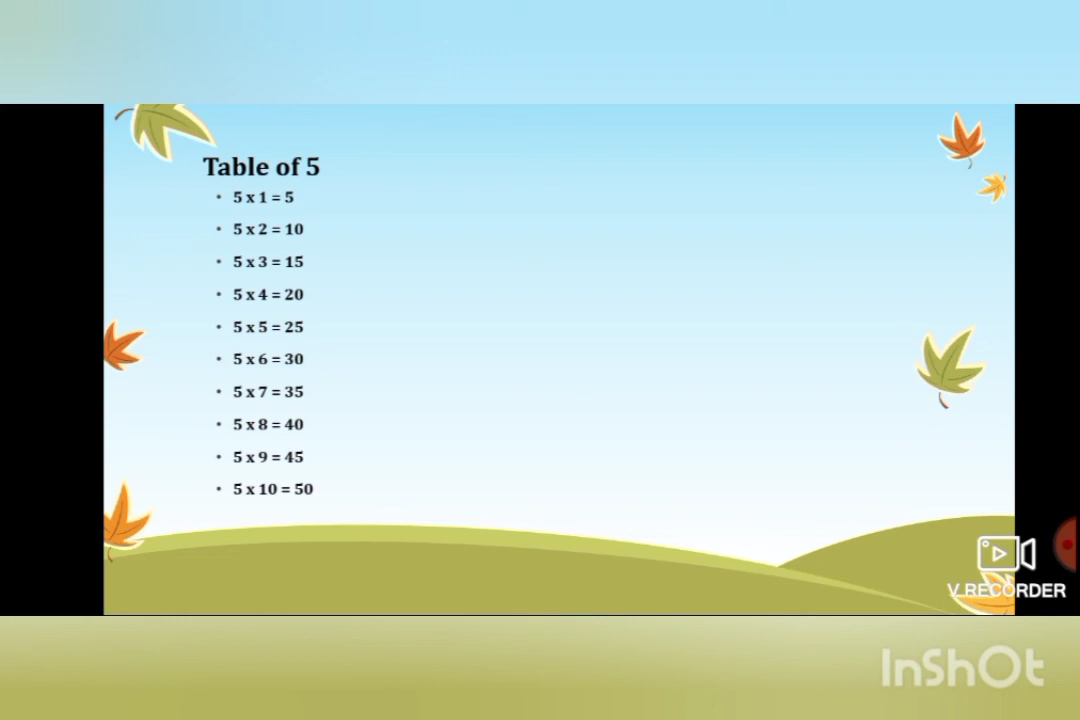 Table of 5
• 5 x 1 = 5
• 5 x 2 = 10
• 5 x 3 = 15
• 5 x 4 = 20
• 5 x 5 = 25
• 5 x 6 = 30
• 5 x 7 = 35
• 5 x 8 = 40
• 5 x 9 = 45
• 5 x 10 = 50
V RECORDER
InShOt